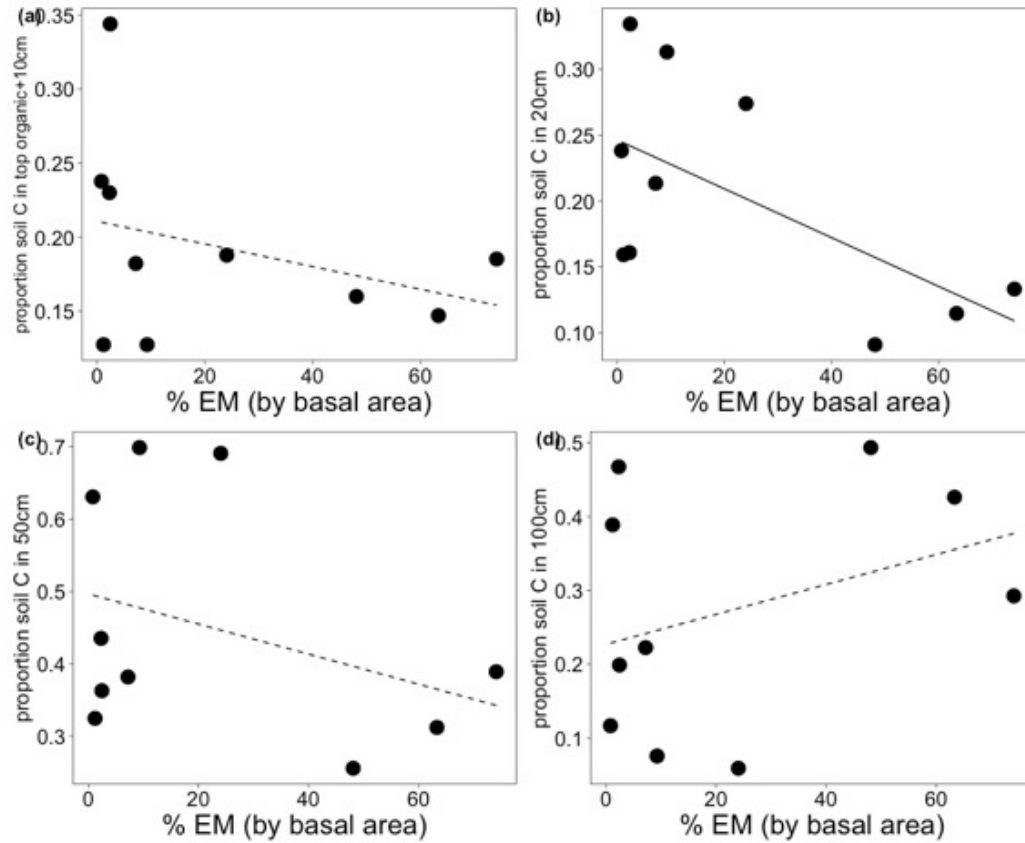 (a)
proportion soil C in top organic+10cm
0.35
0.30
0.25
0.20
0.15
0 20 40 60
% EM (by basal area)
(b)
proportion soil C in 20cm
0.30
0.25
0.20
0.15
0.10
0 20 40 60
% EM (by basal area)
(c)
proportion soil C in 50cm
0.7
0.6
0.5
0.4
0.3
0 20 40 60
% EM (by basal area)
(d)
proportion soil C in 100cm
0.5
0.4
0.3
0.2
0.1
0 20 40 60
% EM (by basal area)